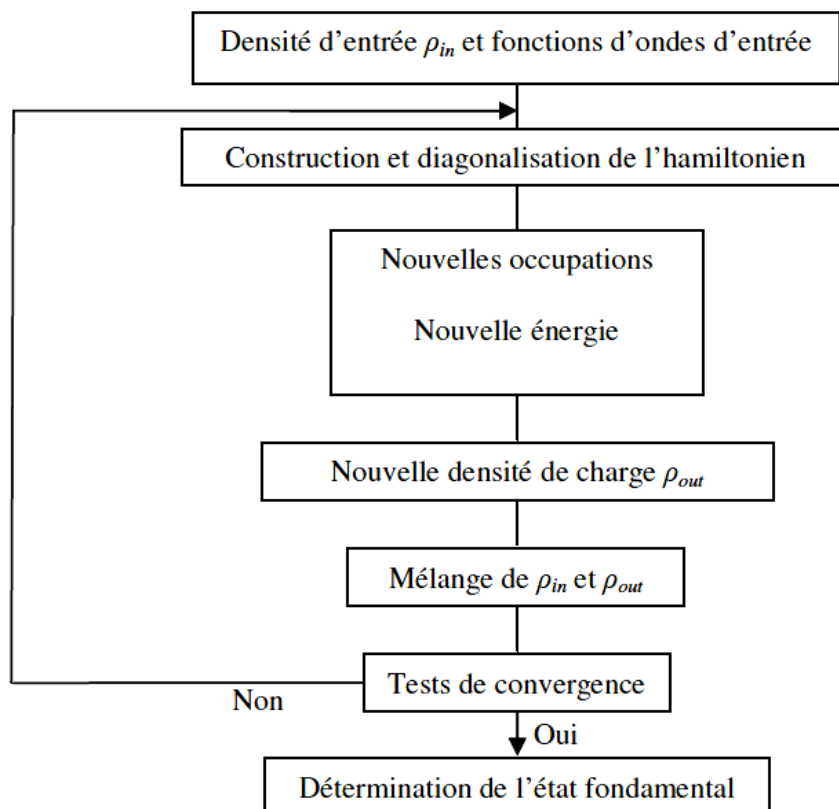 Densité d'entrée ρin et fonctions d'ondes d'entrée
Construction et diagonalisation de l'hamiltonien
Nouvelles occupations
Nouvelle énergie
Nouvelle densité de charge ρout
Mélange de ρin et ρout
Tests de convergence
Non
Oui
Détermination de l'état fondamental